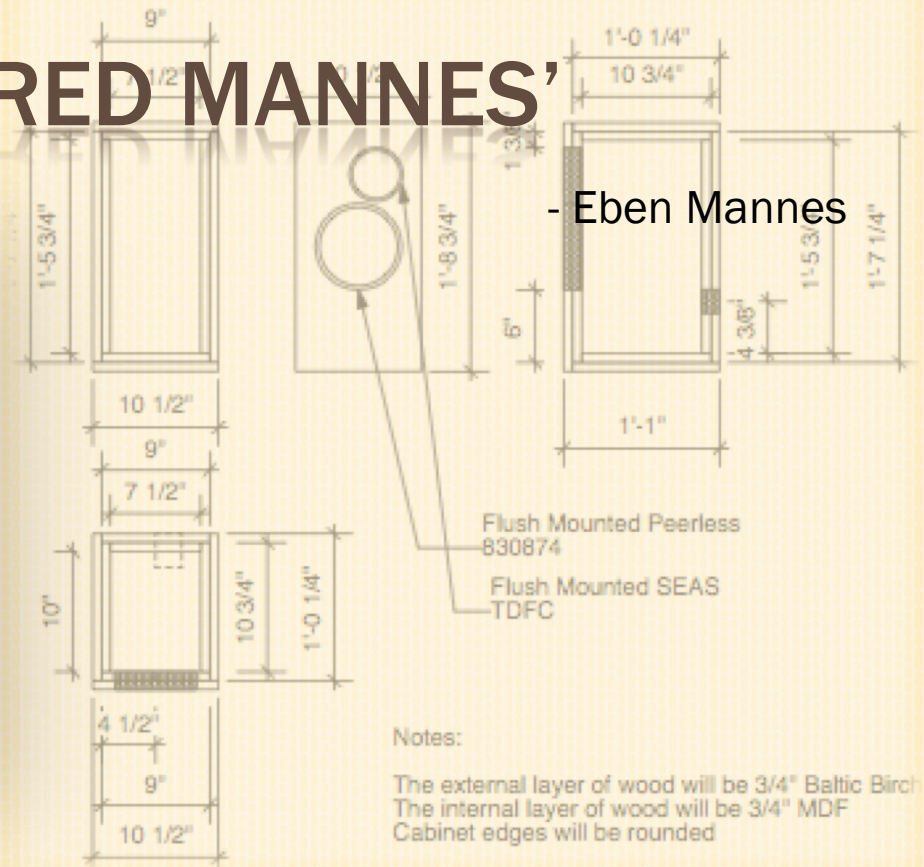 9"
1'-0 1/4"
RED MANNES’
1/2"
10 3/4"
- Eben Mannes
1'-5 3/4"
1'-8 3/4"
1'-5 3/4
1'-7 1/4"
6"
4 3/8"
10 1/2"
1'-1"
9"
7 1/2"
Flush Mounted Peerless
830874
Flush Mounted SEAS
TDFC
10"
10 3/4"
1'-0 1/4"
4 1/2"
Notes:
9"
The external layer of wood will be 3/4" Baltic Birch
The internal layer of wood will be 3/4" MDF
10 1/2"
Cabinet edges will be rounded